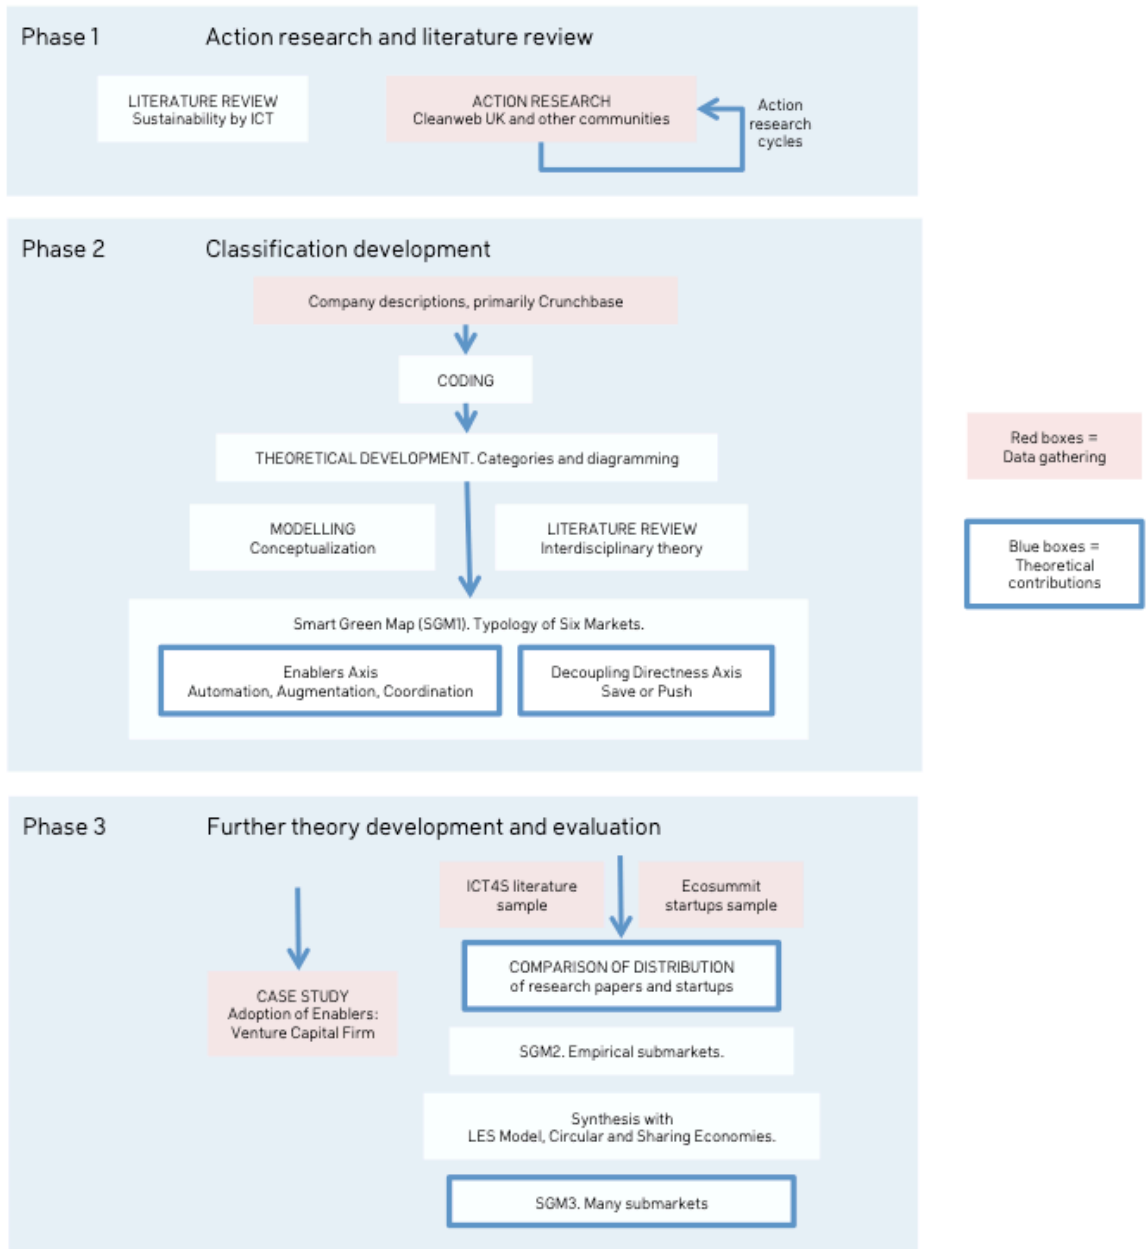 Phase 1
Action research and literature review
LITERATURE REVIEW
Sustainability by ICT
ACTION RESEARCH
Cleanweb UK and other communities
Action
research
cycles
Phase 2
Classification development
Company descriptions, primarily Crunchbase
CODING
THEORETICAL DEVELOPMENT. Categories and diagramming
MODELLING
Conceptualization
LITERATURE REVIEW
Interdisciplinary theory
Smart Green Map (SGM1). Typology of Six Markets.
Enablers Axis
Automation, Augmentation, Coordination
Decoupling Directness Axis
Save or Push
Red boxes =
Data gathering
Blue boxes =
Theoretical
contributions
Phase 3
Further theory development and evaluation
ICT4S literature
sample
Ecosummit
startups sample
COMPARISON OF DISTRIBUTION
of research papers and startups
CASE STUDY
Adoption of Enablers:
Venture Capital Firm
SGM2. Empirical submarkets.
Synthesis with
LES Model, Circular and Sharing Economies.
SGM3. Many submarkets